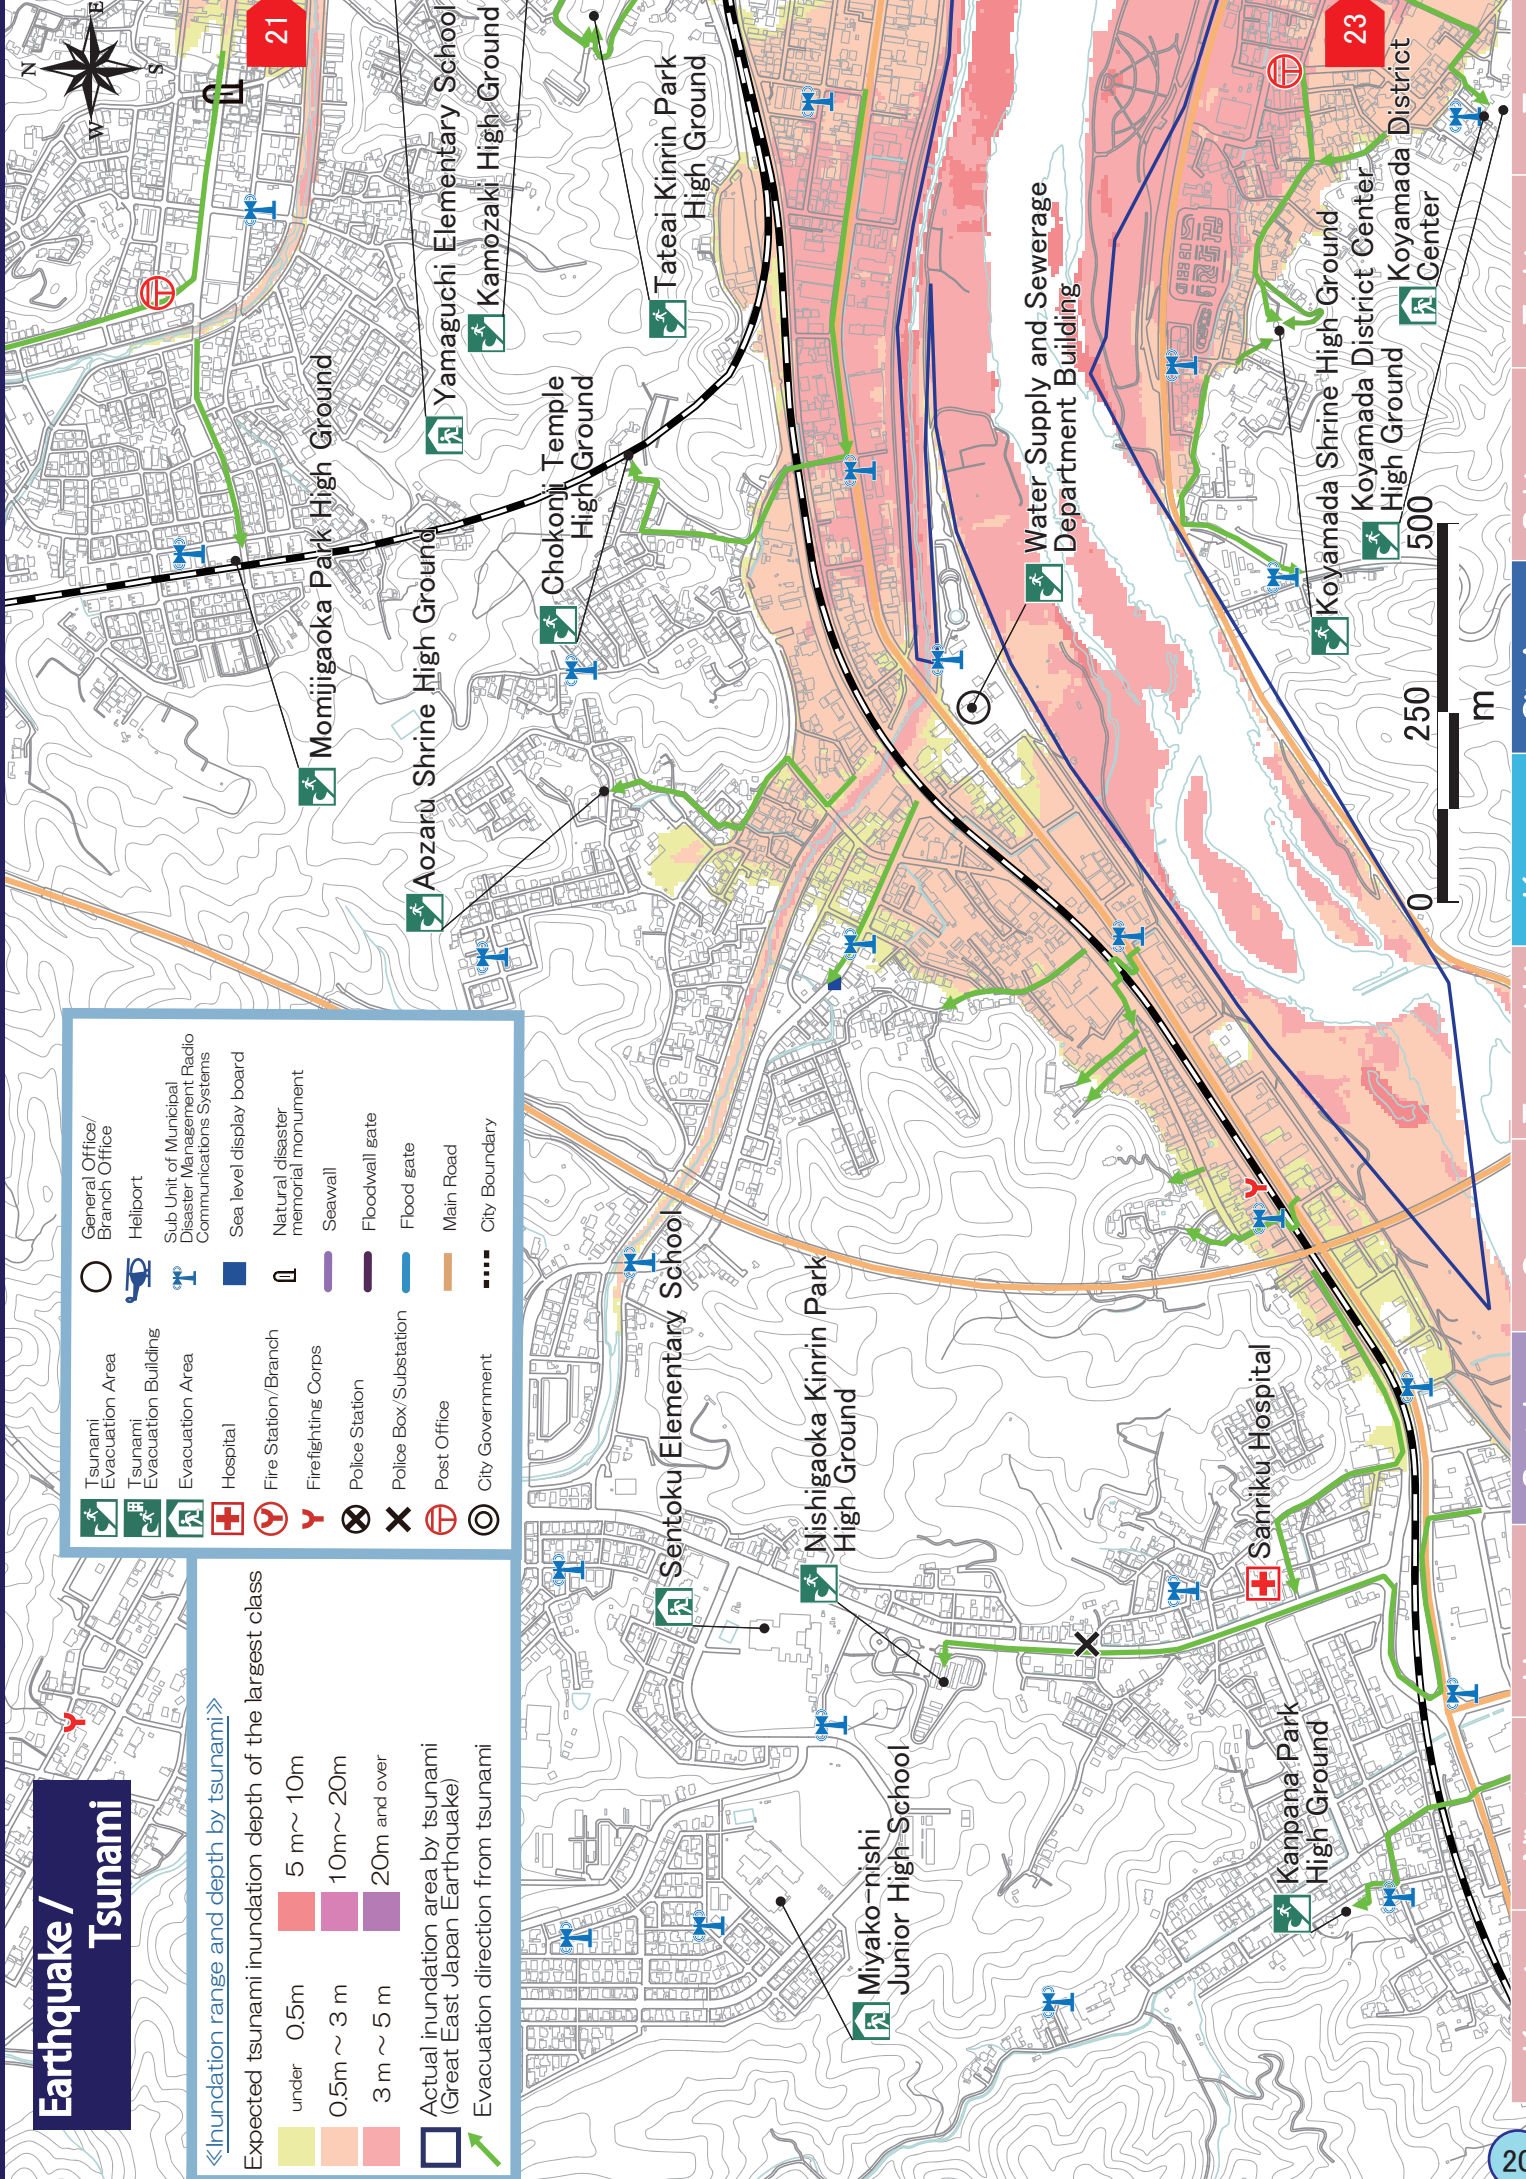 Earthquake /
Tsunami
《Inundation range and depth by tsunami》
Expected tsunami inundation depth of the largest class
under 0.5m
0.5m ~ 3 m
3 m ~ 5 m
5 m~ 10m
10m~ 20m
20m and over
Actual inundation area by tsunami
(Great East Japan Earthquake)
Evacuation direction from tsunami
Tsunami
Evacuation Area
Tsunami
Evacuation Building
Evacuation Area
Hospital
Fire Station/Branch
Firefighting Corps
Police Station
Police Box/Substation
Post Office
City Government
General Office/
Branch Office
Heliport
Sub Unit of Municipal
Disaster Management Radio
Communications Systems
Sea level display board
Natural disaster
memorial monument
Seawall
Floodwall gate
Flood gate
Main Road
City Boundary
N
W
E
S
21
Momijigaoka Park High Ground
Aozaru Shrine High Ground
Yamaguchi Elementary School
Kamozaki High Ground
Chokonji Temple
High Ground
Tateai Kinrin Park
High Ground
Sentoku Elementary School
Nishigaoka Kinrin Park
High Ground
Miyako-nishi
Junior High School
Water Supply and Sewerage
Department Building
Sanriku Hospital
Kanpana Park
High Ground
Koyamada Shrine High Ground
Koyamada District Center
High Ground
Koyamada District
Center
23
0
250
500
m
20